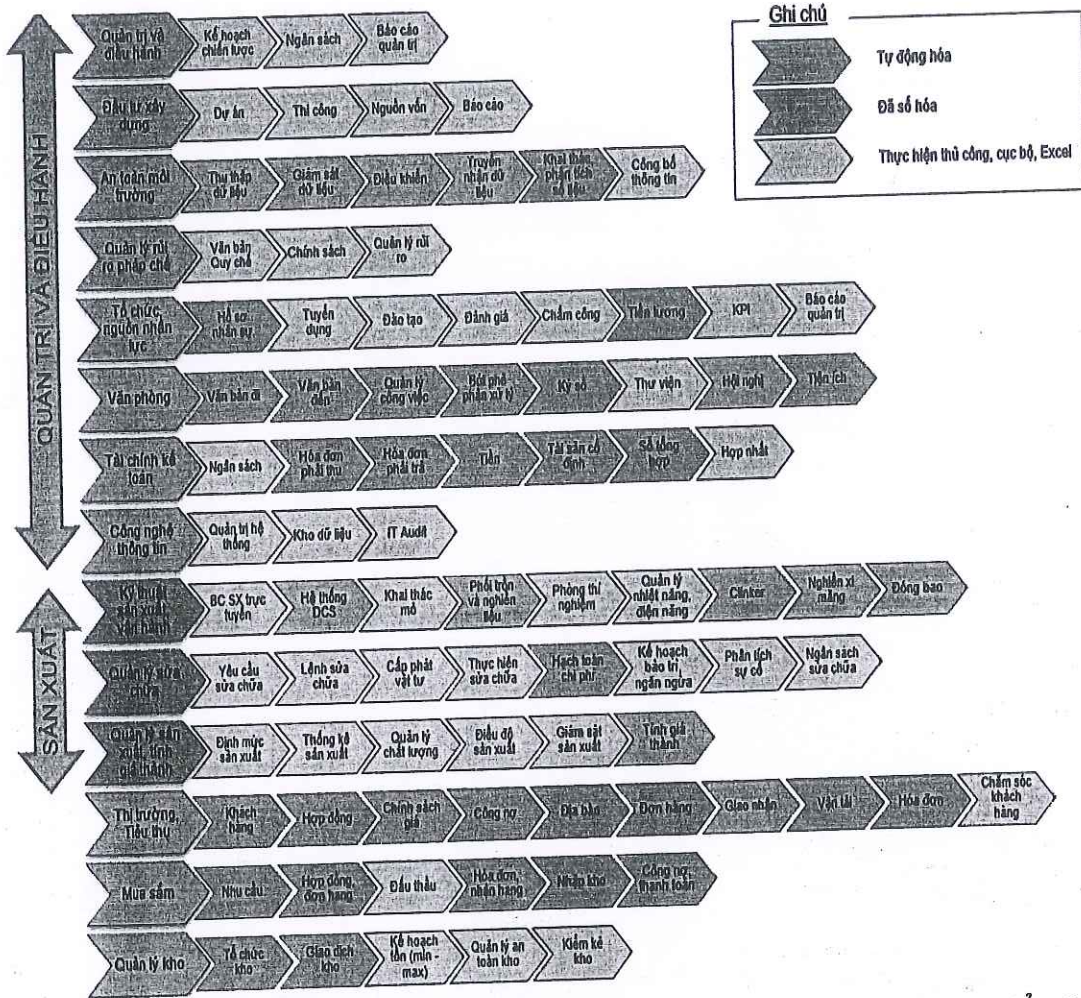 Ghi chú
Tự động hóa
Đã số hóa
Thực hiện thủ công, cục bộ, Excel
QUẢN TRỊ VÀ ĐIỀU HÀNH
Quản trị và
điều hành
Kế hoạch
chiến lược
Ngân sách
Báo cáo
quản trị
Đầu tư xây
dựng
Dự án
Thi công
Nguồn vốn
Báo cáo
An toàn môi
trường
Thu thập
dữ liệu
Giám sát
dữ liệu
Điều khiển
Truyền
nhận dữ
liệu
Khai thác,
phân tích
số liệu
Công bố
thông tin
Quản lý rủi
ro pháp chế
Văn bản
Quy chế
Chính sách
Quản lý rủi
ro
Tổ chức,
nguồn nhân
lực
Hồ sơ
nhân sự
Tuyển
dụng
Đào tạo
Đánh giá
Chấm công
Tiền lương
KPI
Báo cáo
quản trị
Văn phòng
Văn bản đi
Văn bản
đến
Quản lý
công việc
Bút phê
phân xử lý
Ký số
Thư viện
Hội nghị
Tiện ích
Tài chính kế
toán
Ngân sách
Hóa đơn
phải thu
Hóa đơn
phải trả
Tiền
Tài sản cố
định
Sổ tổng
hợp
Hợp nhất
Công nghệ
thông tin
Quản trị hệ
thống
Kho dữ liệu
IT Audit
SẢN XUẤT
Kỹ thuật
sản xuất
vận hành
BC SX trực
tuyến
Hệ thống
DCS
Khai thác
mỏ
Phối trộn
và nghiền
liệu
Phòng thí
nghiệm
Quản lý
nhiệt năng,
điện năng
Clinker
Nghiền xi
măng
Đóng bao
Quản lý sửa
chữa
Yêu cầu
sửa chữa
Lệnh sửa
chữa
Cấp phát
vật tư
Thực hiện
sửa chữa
Hạch toán
chi phí
Kế hoạch
bảo trì
ngăn ngừa
Phân tích
sự cố
Ngân sách
sửa chữa
Quản lý sản
xuất, tính
giá thành
Định mức
sản xuất
Thống kê
sản xuất
Quản lý
chất lượng
Điều độ
sản xuất
Giám sát
sản xuất
Tính giá
thành
Thị trường,
Tiêu thụ
Khách
hàng
Hợp đồng
Chính sách
giá
Công nợ
Địa bàn
Đơn hàng
Giao nhận
Vận tải
Hóa đơn
Chăm sóc
khách
hàng
Mua sắm
Nhu cầu
Hợp đồng,
đơn hàng
Đấu thầu
Hóa đơn,
nhận hàng
Nhập kho
Công nợ,
thanh toán
Quản lý kho
Tổ chức
kho
Giao dịch
kho
Kế hoạch
tồn (min -
max)
Quản lý an
toàn kho
Kiểm kê
kho